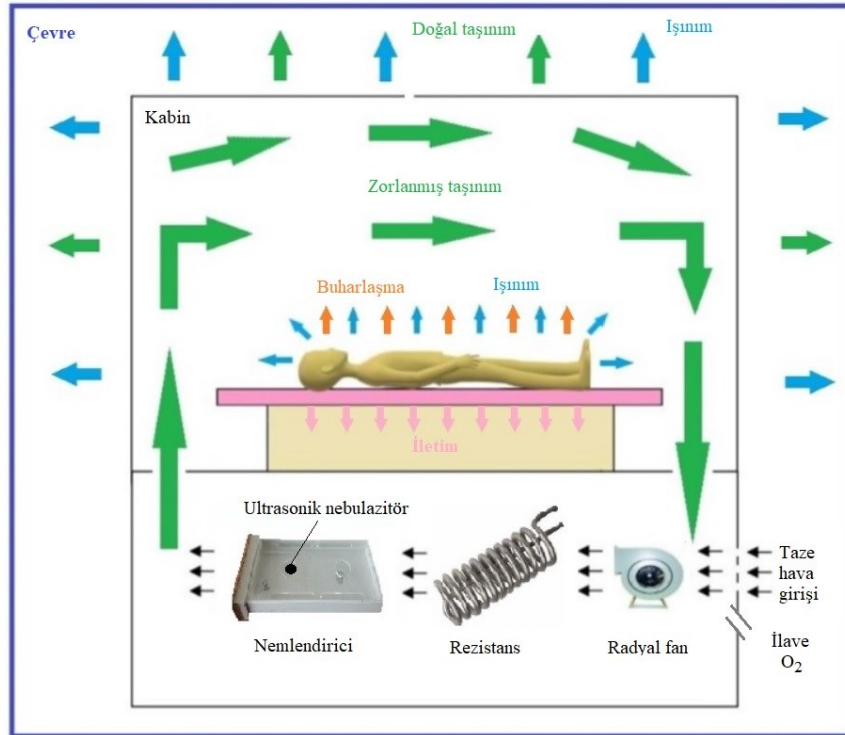 Çevre
Doğal taşınım
Işınım
Kabin
Zorlanmış taşınım
Buharlaşma
Işınım
İletim
Ultrasonik nebulazitör
Taze
hava
girişi
Nemlendirici
Rezistans
Radyal fan
İlave
O2